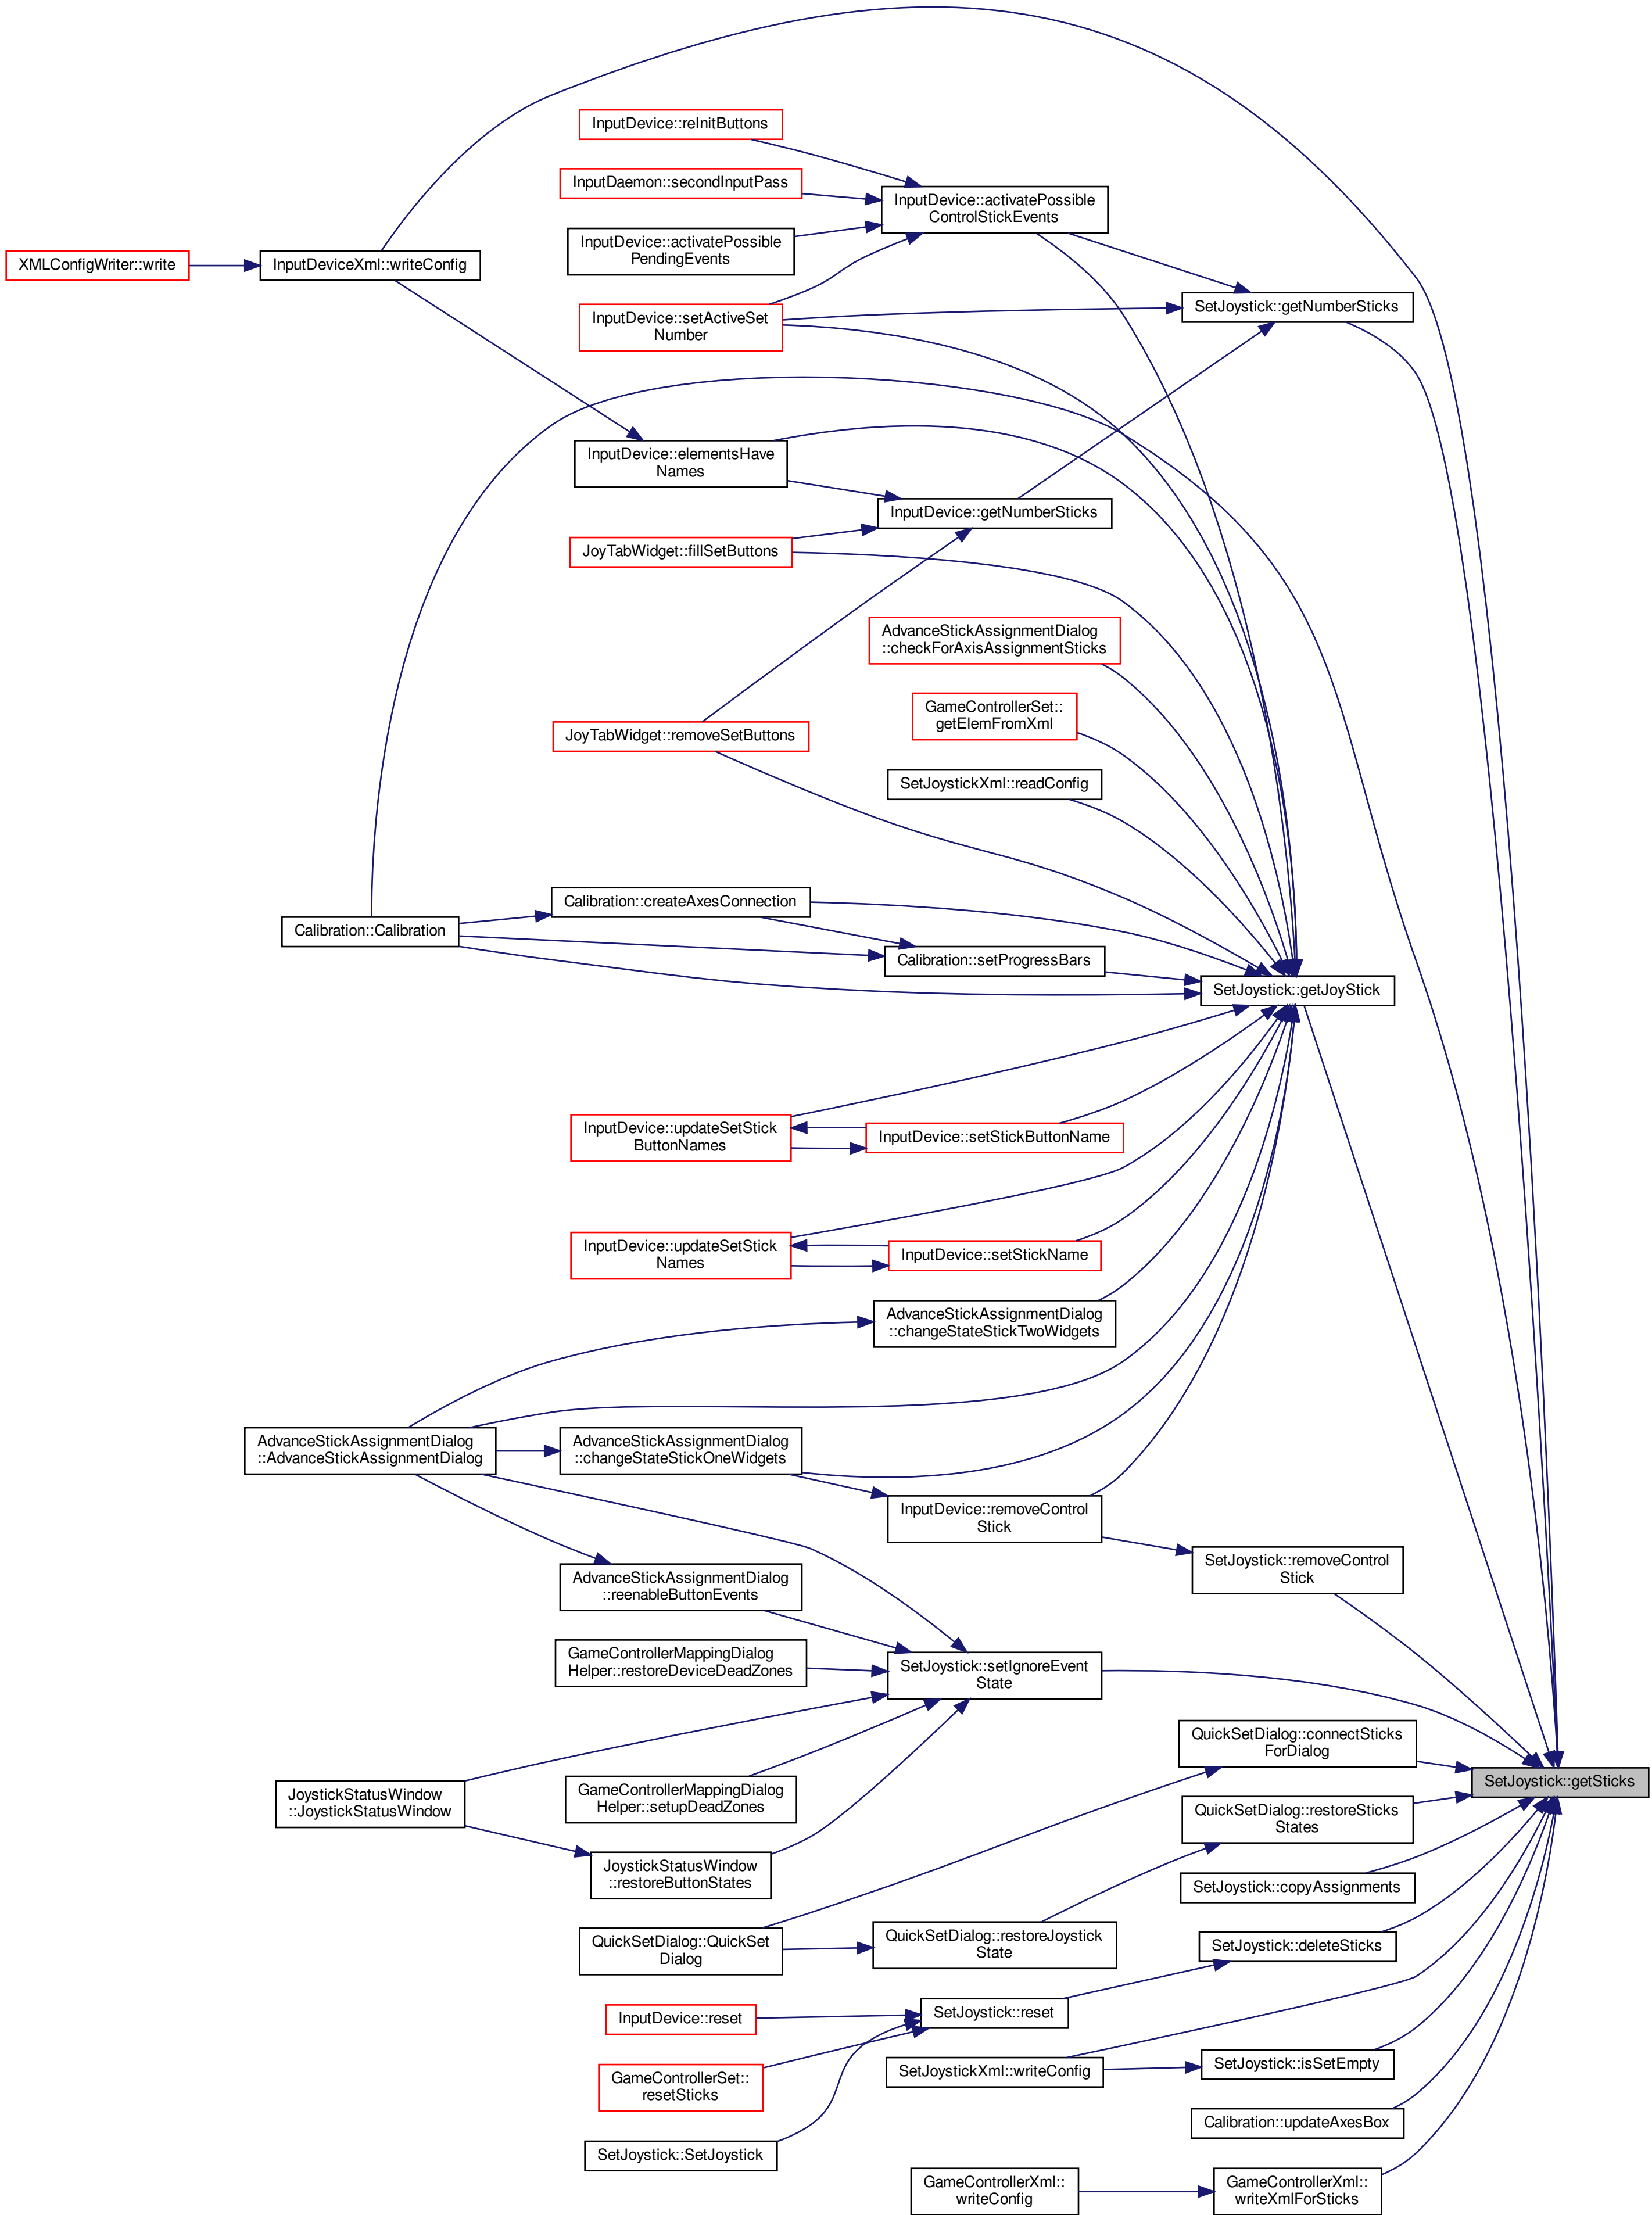 InputDevice::reInitButtons
InputDaemon::secondInputPass
InputDevice::activatePossible
ControlStickEvents
InputDevice::activatePossible
PendingEvents
XMLConfigWriter::write
InputDeviceXml::writeConfig
InputDevice::setActiveSet
Number
SetJoystick::getNumberSticks
InputDevice::elementsHave
Names
InputDevice::getNumberSticks
JoyTabWidget::fillSetButtons
AdvanceStickAssignmentDialog
::checkForAxisAssignmentSticks
GameControllerSet::
getElemFromXml
JoyTabWidget::removeSetButtons
SetJoystickXml::readConfig
Calibration::createAxesConnection
Calibration::Calibration
Calibration::setProgressBars
SetJoystick::getJoyStick
InputDevice::updateSetStick
ButtonNames
InputDevice::setStickButtonName
InputDevice::updateSetStick
Names
InputDevice::setStickName
AdvanceStickAssignmentDialog
::changeStateStickTwoWidgets
AdvanceStickAssignmentDialog
::AdvanceStickAssignmentDialog
AdvanceStickAssignmentDialog
::changeStateStickOneWidgets
InputDevice::removeControl
Stick
SetJoystick::removeControl
Stick
AdvanceStickAssignmentDialog
::reenableButtonEvents
GameControllerMappingDialog
Helper::restoreDeviceDeadZones
SetJoystick::setIgnoreEvent
State
QuickSetDialog::connectSticks
ForDialog
SetJoystick::getSticks
JoystickStatusWindow
::JoystickStatusWindow
GameControllerMappingDialog
Helper::setupDeadZones
QuickSetDialog::restoreSticks
States
JoystickStatusWindow
::restoreButtonStates
SetJoystick::copyAssignments
QuickSetDialog::QuickSet
Dialog
QuickSetDialog::restoreJoystick
State
SetJoystick::deleteSticks
InputDevice::reset
SetJoystick::reset
GameControllerSet::
resetSticks
SetJoystickXml::writeConfig
SetJoystick::isSetEmpty
Calibration::updateAxesBox
SetJoystick::SetJoystick
GameControllerXml::
writeConfig
GameControllerXml::
writeXmlForSticks